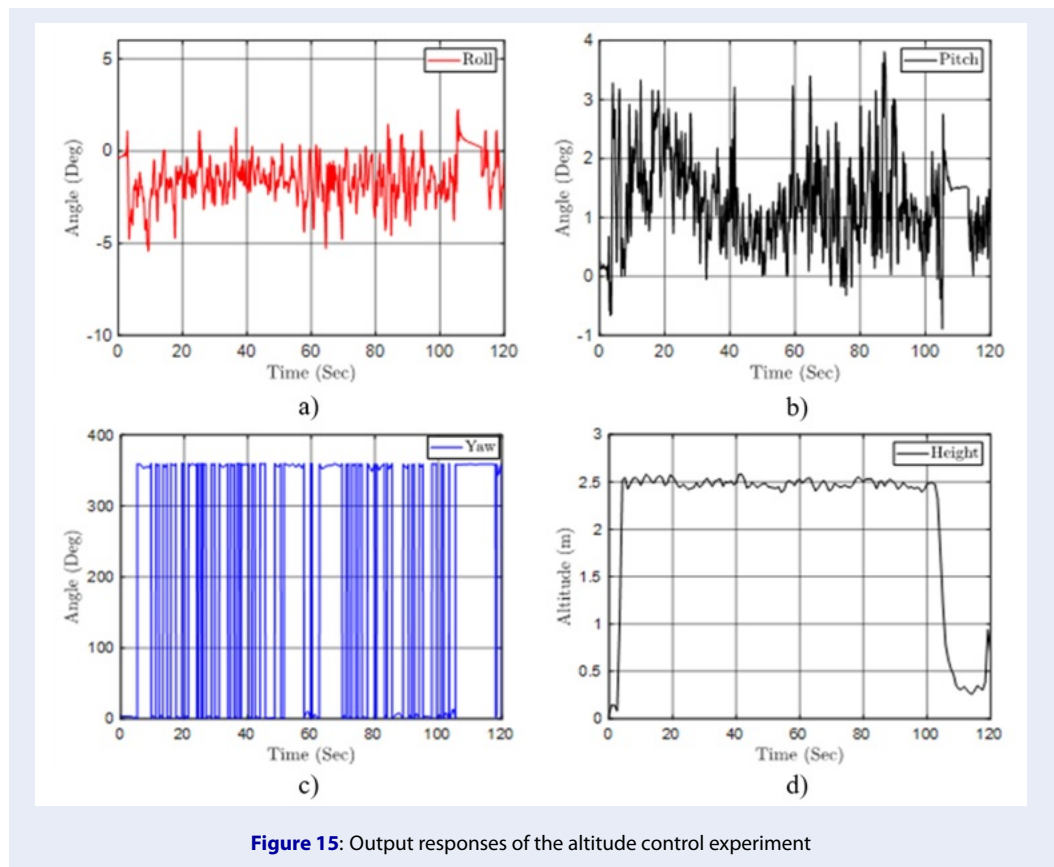 Roll
5
0
-5
-10
Angle (Deg)
0 20 40 60 80 100 120
Time (Sec)
a)
Pitch
4
3
2
1
0
-1
Angle (Deg)
0 20 40 60 80 100 120
Time (Sec)
b)
Yaw
400
300
200
100
0
Angle (Deg)
0 20 40 60 80 100 120
Time (Sec)
c)
Height
3
2.5
2
1.5
1
0.5
0
Altitude (m)
0 20 40 60 80 100 120
Time (Sec)
d)
Figure 15: Output responses of the altitude control experiment